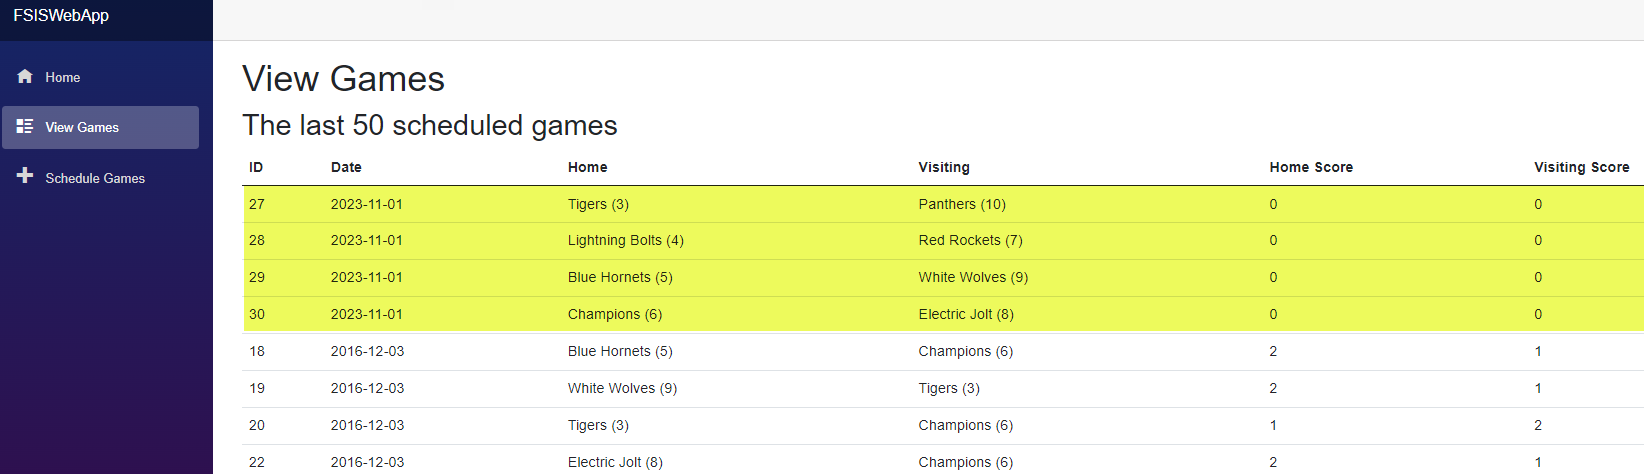 FSISWebApp
Home
View Games
Schedule Games
View Games
The last 50 scheduled games
ID Date Home Visiting Home Score Visiting Score
27 2023-11-01 Tigers (3) Panthers (10) 0 0
28 2023-11-01 Lightning Bolts (4) Red Rockets (7) 0 0
29 2023-11-01 Blue Hornets (5) White Wolves (9) 0 0
30 2023-11-01 Champions (6) Electric Jolt (8) 0 0
18 2016-12-03 Blue Hornets (5) Champions (6) 2 1
19 2016-12-03 White Wolves (9) Tigers (3) 2 1
20 2016-12-03 Tigers (3) Champions (6) 1 2
22 2016-12-03 Electric Jolt (8) Champions (6) 2 1